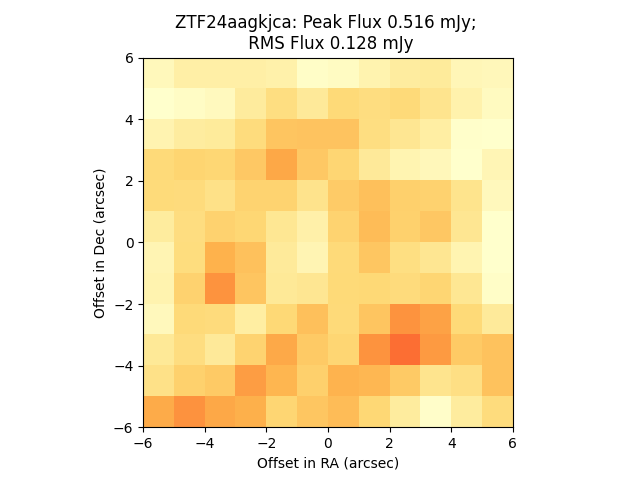 ZTF24aagkjca: Peak Flux 0.516 mJy;
RMS Flux 0.128 mJy
6
4
2
0
−2
−4
−6
Offset in Dec (arcsec)
−6 −4 −2 0 2 4 6
Offset in RA (arcsec)